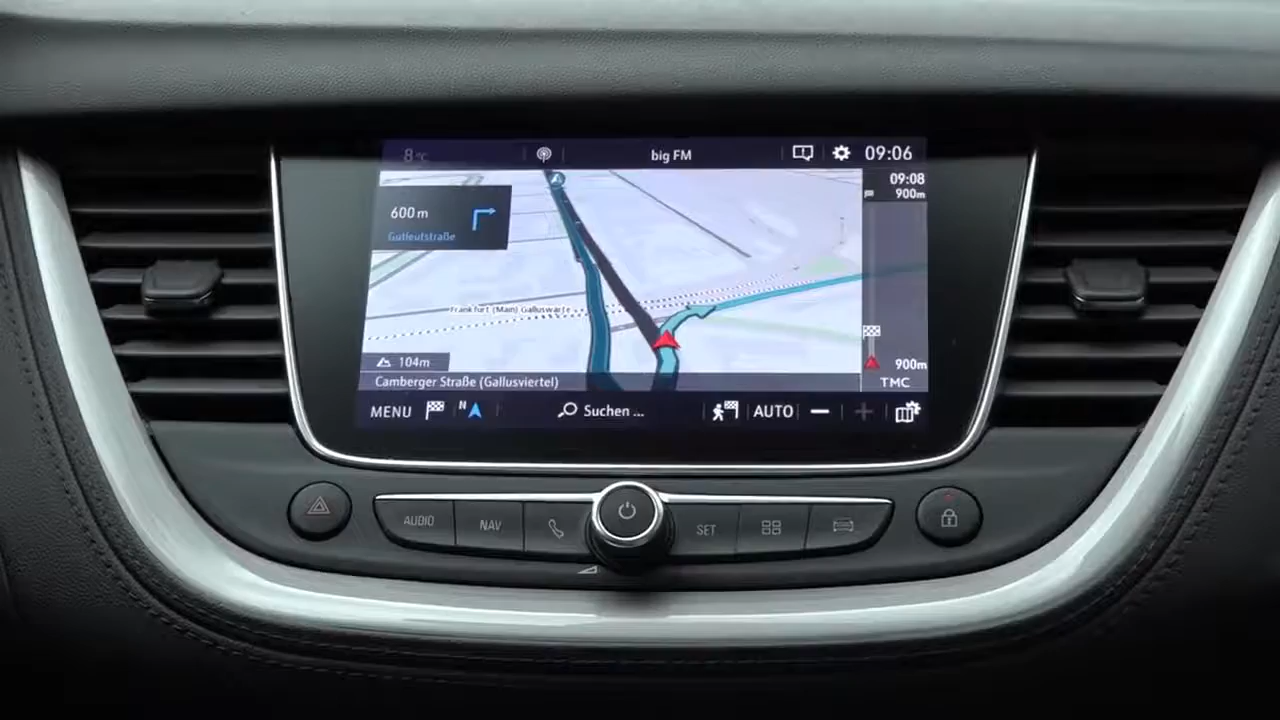 8°C
big FM
09:06
09:08
900m
600 m
Gutleutstraße
Frankfurt (Main) Galluswarte
104m
900m
Camberger Straße (Gallusviertel)
TMC
MENU
N
Suchen ...
AUTO
AUDIO
NAV
SET